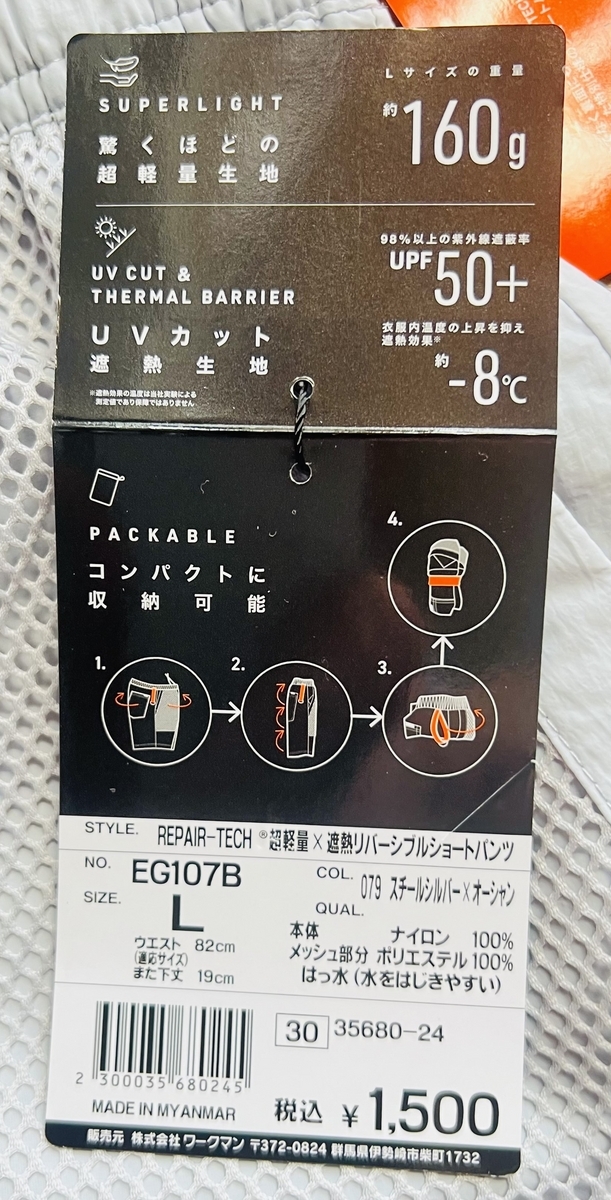 SUPERLIGHT
驚くほどの
超軽量生地
Lサイズの重量
約160g
UV CUT &
THERMAL BARRIER
UVカット
遮熱生地
※遮熱効果の温度は当社実験による
測定値であり保障ではありません
98%以上の紫外線遮蔽率
UPF50+
衣服内温度の上昇を抑え
遮熱効果※
約-8℃
PACKABLE
コンパクトに
収納可能
1.
2.
3.
4.
STYLE. REPAIR-TECH®超軽量×遮熱リバーシブルショートパンツ
NO. EG107B
COL. 079 スチールシルバー×オーシャン
SIZE. L
ウエスト 82cm
(適応サイズ)
また下丈 19cm
QUAL.
本体 ナイロン 100%
メッシュ部分 ポリエステル100%
はっ水(水をはじきやすい)
30 35680-24
2 300035 680245
MADE IN MYANMAR
税込 ¥1,500
販売元 株式会社ワークマン 〒372-0824 群馬県伊勢崎市柴町1732